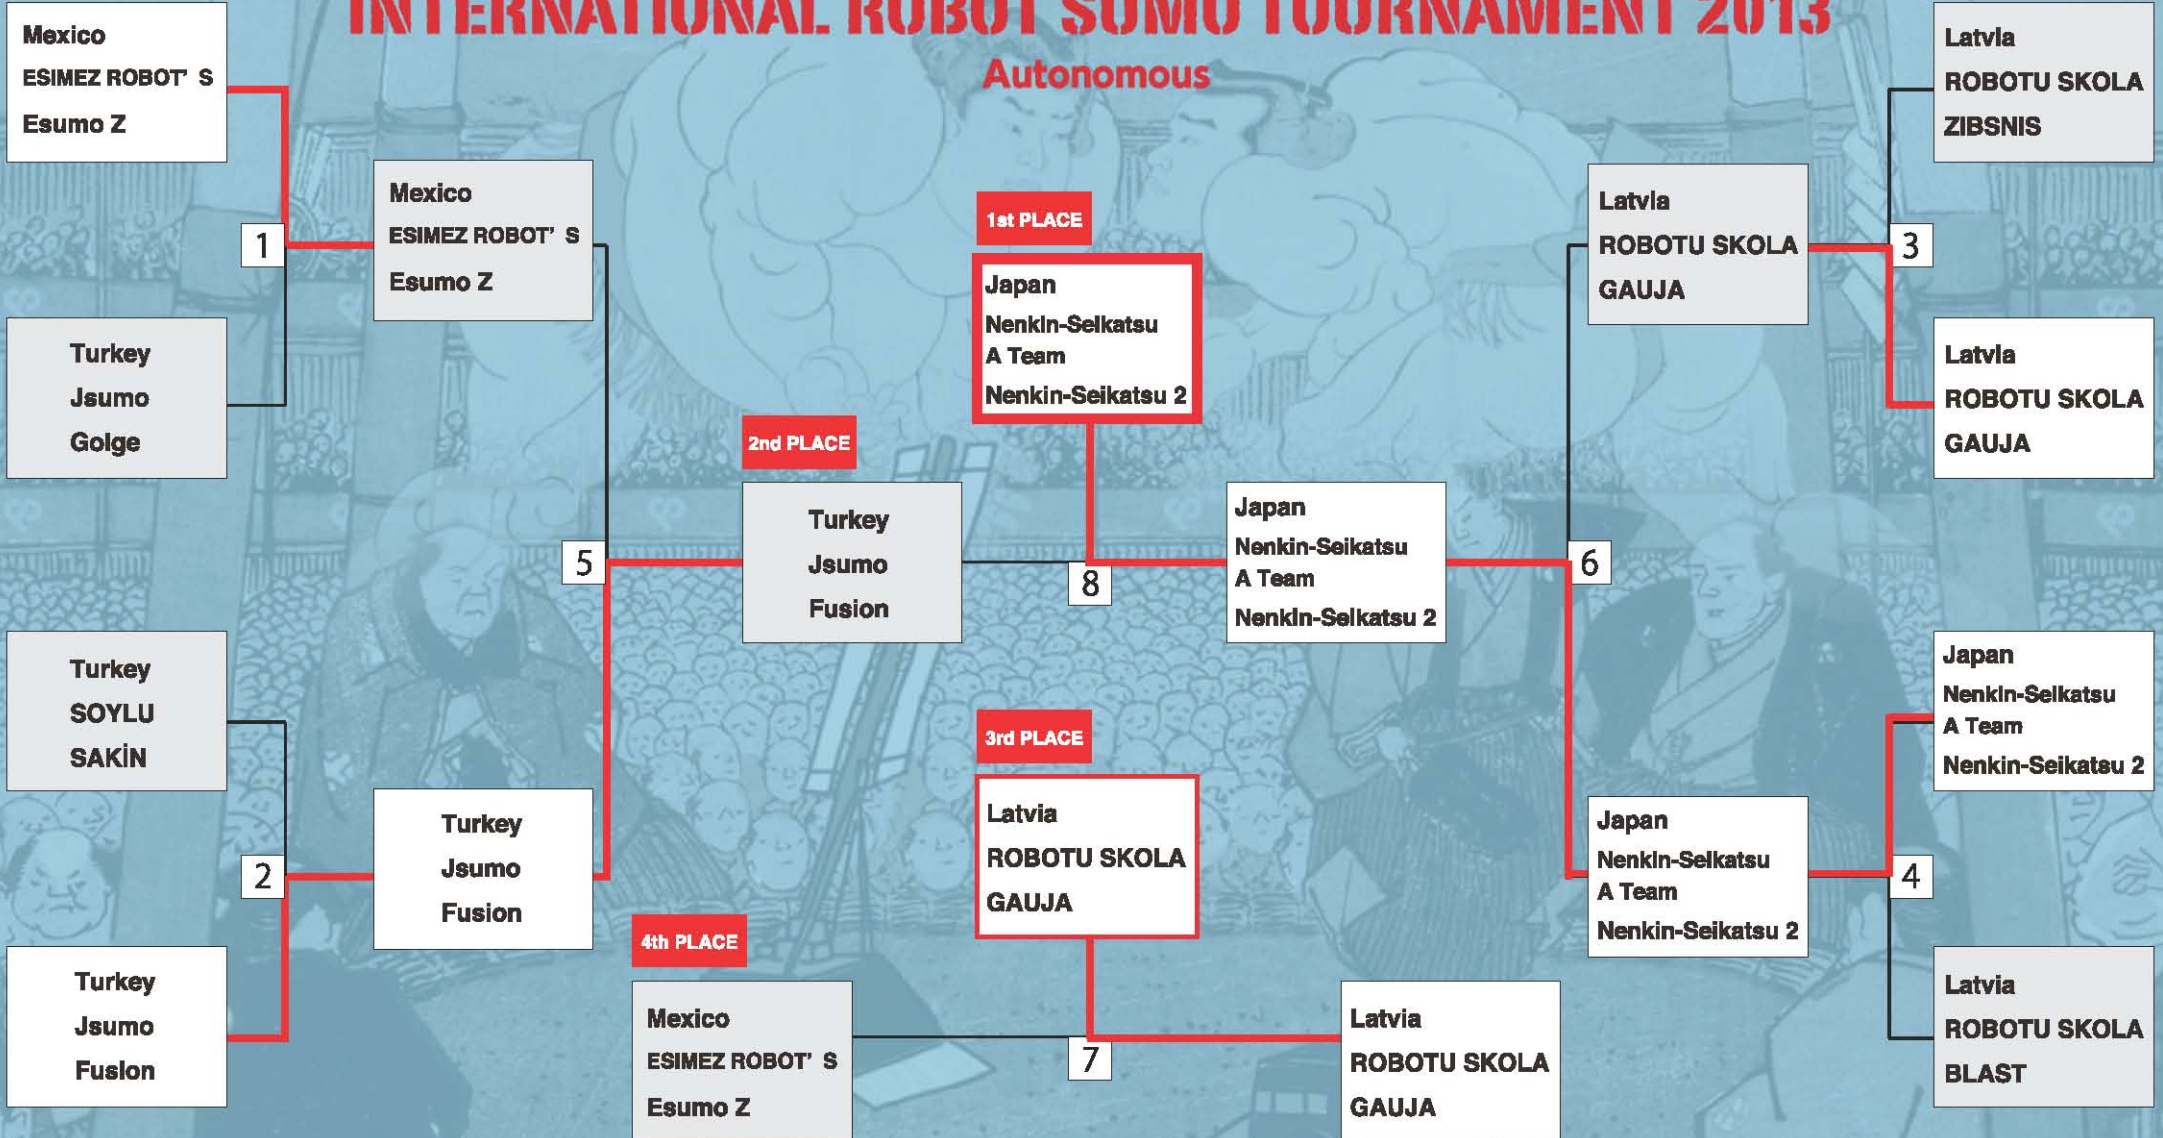 INTERNATIONAL ROBOT SUMO TOURNAMENT 2013
Autonomous
Mexico
ESIMEZ ROBOT’ S
Esumo Z
1
Turkey
Jsumo
Golge
Mexico
ESIMEZ ROBOT’ S
Esumo Z
Turkey
SOYLU
SAKİN
2
Turkey
Jsumo
Fusion
Turkey
Jsumo
Fusion
5
2nd PLACE
Turkey
Jsumo
Fusion
1st PLACE
Japan
Nenkin-Seikatsu
A Team
Nenkin-Seikatsu 2
8
Japan
Nenkin-Seikatsu
A Team
Nenkin-Seikatsu 2
3rd PLACE
Latvia
ROBOTU SKOLA
GAUJA
4th PLACE
Mexico
ESIMEZ ROBOT’ S
Esumo Z
7
Latvia
ROBOTU SKOLA
GAUJA
6
Latvia
ROBOTU SKOLA
GAUJA
Japan
Nenkin-Seikatsu
A Team
Nenkin-Seikatsu 2
Latvia
ROBOTU SKOLA
ZIBSNIS
3
Latvia
ROBOTU SKOLA
GAUJA
Japan
Nenkin-Seikatsu
A Team
Nenkin-Seikatsu 2
4
Latvia
ROBOTU SKOLA
BLAST